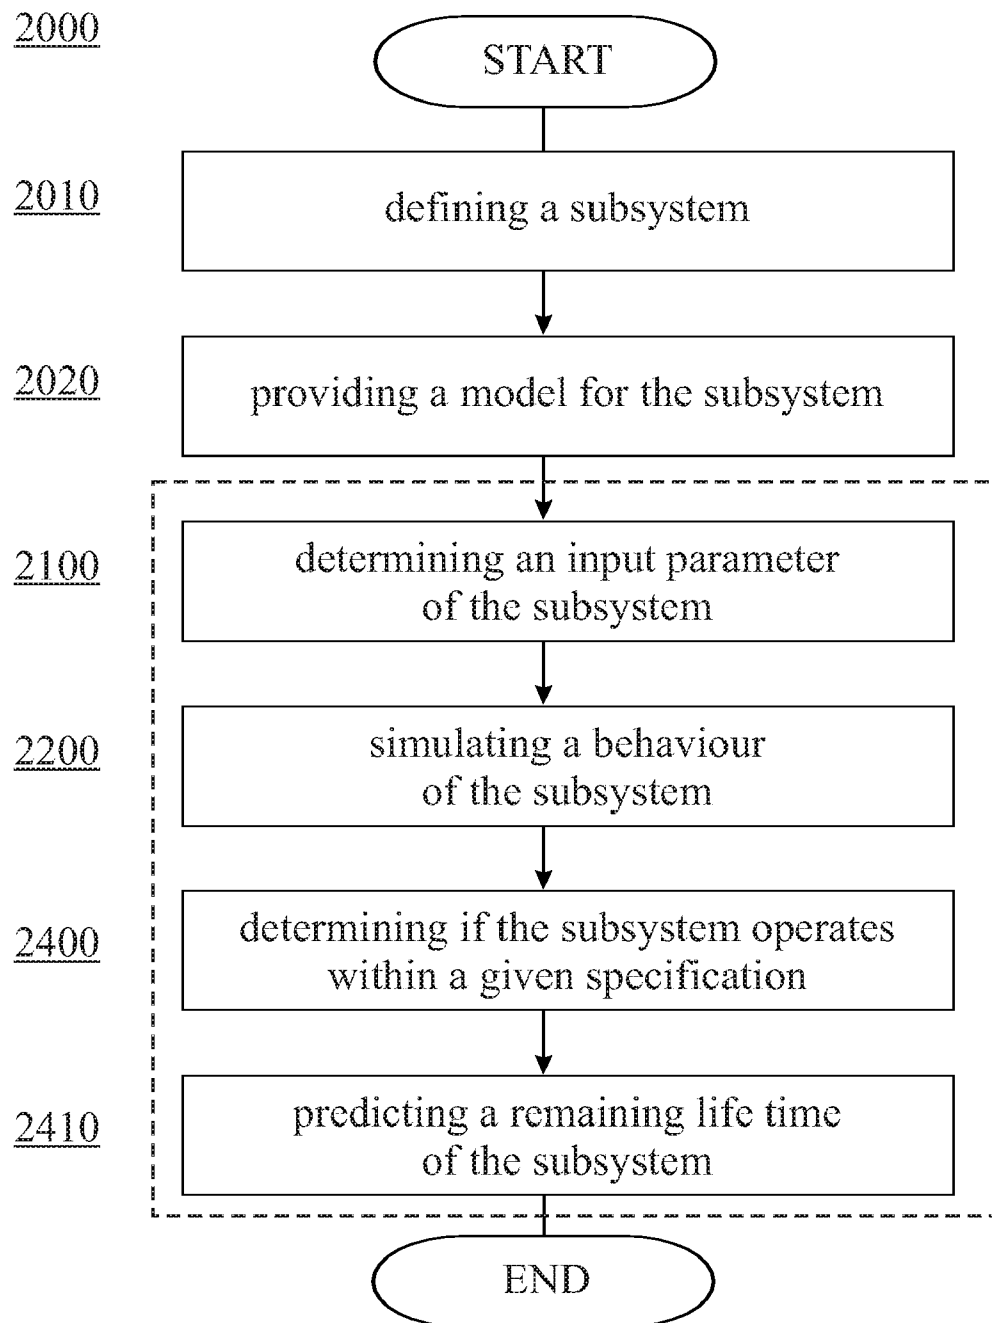 2000
START
2010
defining a subsystem
2020
providing a model for the subsystem
2100
determining an input parameter
of the subsystem
2200
simulating a behaviour
of the subsystem
2400
determining if the subsystem operates
within a given specification
2410
predicting a remaining life time
of the subsystem
END